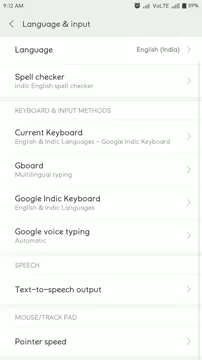 9:12 AM VoLTE 89%
Language & input
Language English (India)
Spell checker
Indic English spell checker
KEYBOARD & INPUT METHODS
Current Keyboard
English & Indic Languages - Google Indic Keyboard
Gboard
Multilingual typing
Google Indic Keyboard
English & Indic Languages
Google voice typing
Automatic
SPEECH
Text-to-speech output
MOUSE/TRACK PAD
Pointer speed